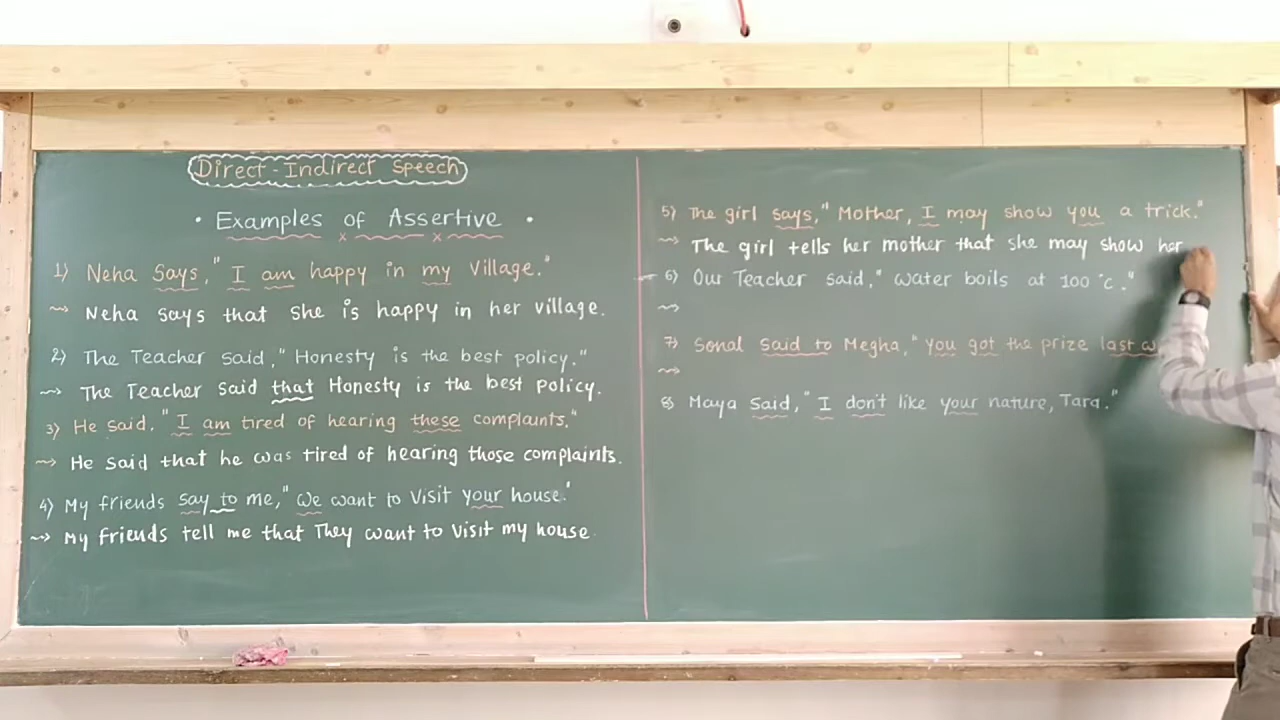 Direct-Indirect Speech
• Examples of Assertive •
1) Neha Says, "I am happy in my Village."
⇝ Neha says that she is happy in her village.
2) The Teacher Said, "Honesty is the best policy."
⇝ The Teacher Said that Honesty is the best policy.
3) He Said, "I am tired of hearing these complaints."
⇝ He Said that he was tired of hearing those complaints.
4) My friends say to me, "We want to visit your house."
⇝ My friends tell me that They want to visit my house.
5) The girl says, "Mother, I may show you a trick."
⇝ The girl tells her mother that she may show her
6) Our Teacher said, "water boils at 100 °c."
⇝
7) Sonal Said to Megha, "You got the prize last
⇝
8) Maya Said, "I don't like your nature, Tara."